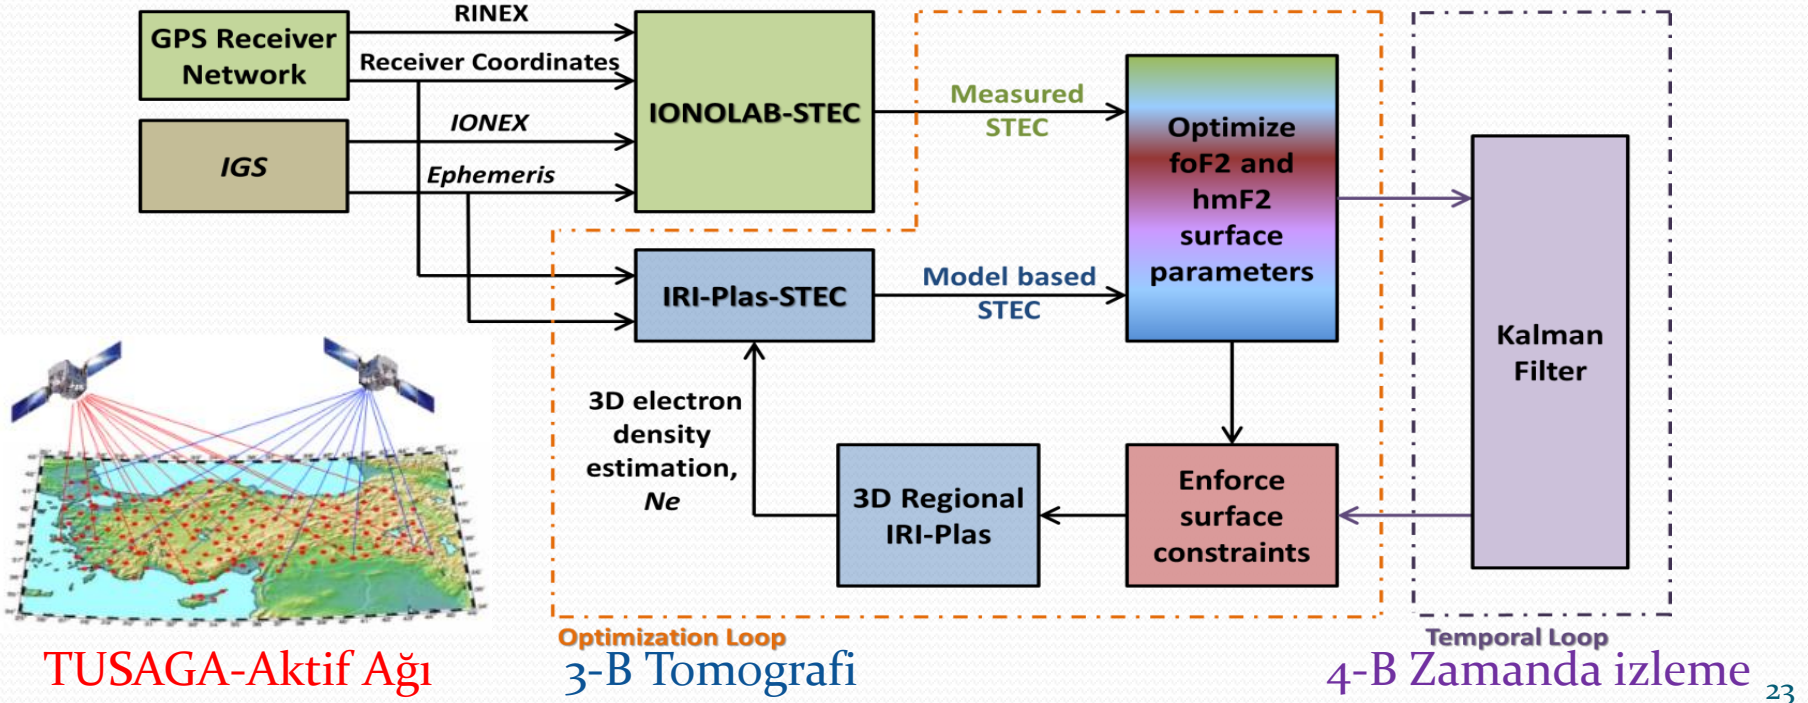 GPS Receiver
Network
IGS
RINEX
Receiver Coordinates
IONEX
Ephemeris
IONOLAB-STEC
IRI-Plas-STEC
Measured
STEC
Model based
STEC
Optimize
foF2 and
hmF2
surface
parameters
Kalman
Filter
3D electron
density
estimation,
Ne
3D Regional
IRI-Plas
Enforce
surface
constraints
Optimization Loop
Temporal Loop
TUSAGA-Aktif Ağı
3-B Tomografi
4-B Zamanda izleme
23